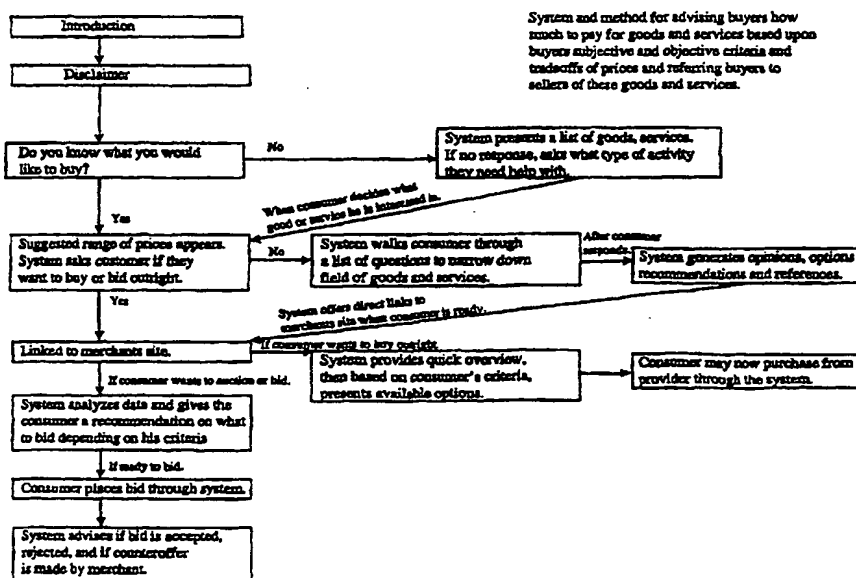 Introduction
System and method for advising buyers how
much to pay for goods and services based upon
buyers subjective and objective criteria and
tradeoffs of prices and referring buyers to
sellers of these goods and services.
Disclaimer
Do you know what you would
like to buy?
No
System presents a list of goods, services.
If no response, asks what type of activity
they need help with.
When consumer decides what
good or service he is interested in.
Yes
Suggested range of prices appears.
System asks customer if they
want to buy or bid outright.
No
System walks consumer through
a list of questions to narrow down
field of goods and services.
After consumer
responds.
System generates opinions, options
recommendations and references.
Yes
System offers direct links to
merchants site when consumer is ready.
Linked to merchants site.
If consumer wants to buy outright.
System provides quick overview,
then based on consumer's criteria,
presents available options.
Consumer may now purchase from
provider through the system.
If consumer wants to auction or bid.
System analyzes data and gives the
consumer a recommendation on what
to bid depending on his criteria
If ready to bid.
Consumer places bid through system.
System advises if bid is accepted,
rejected, and if counteroffer
is made by merchant.